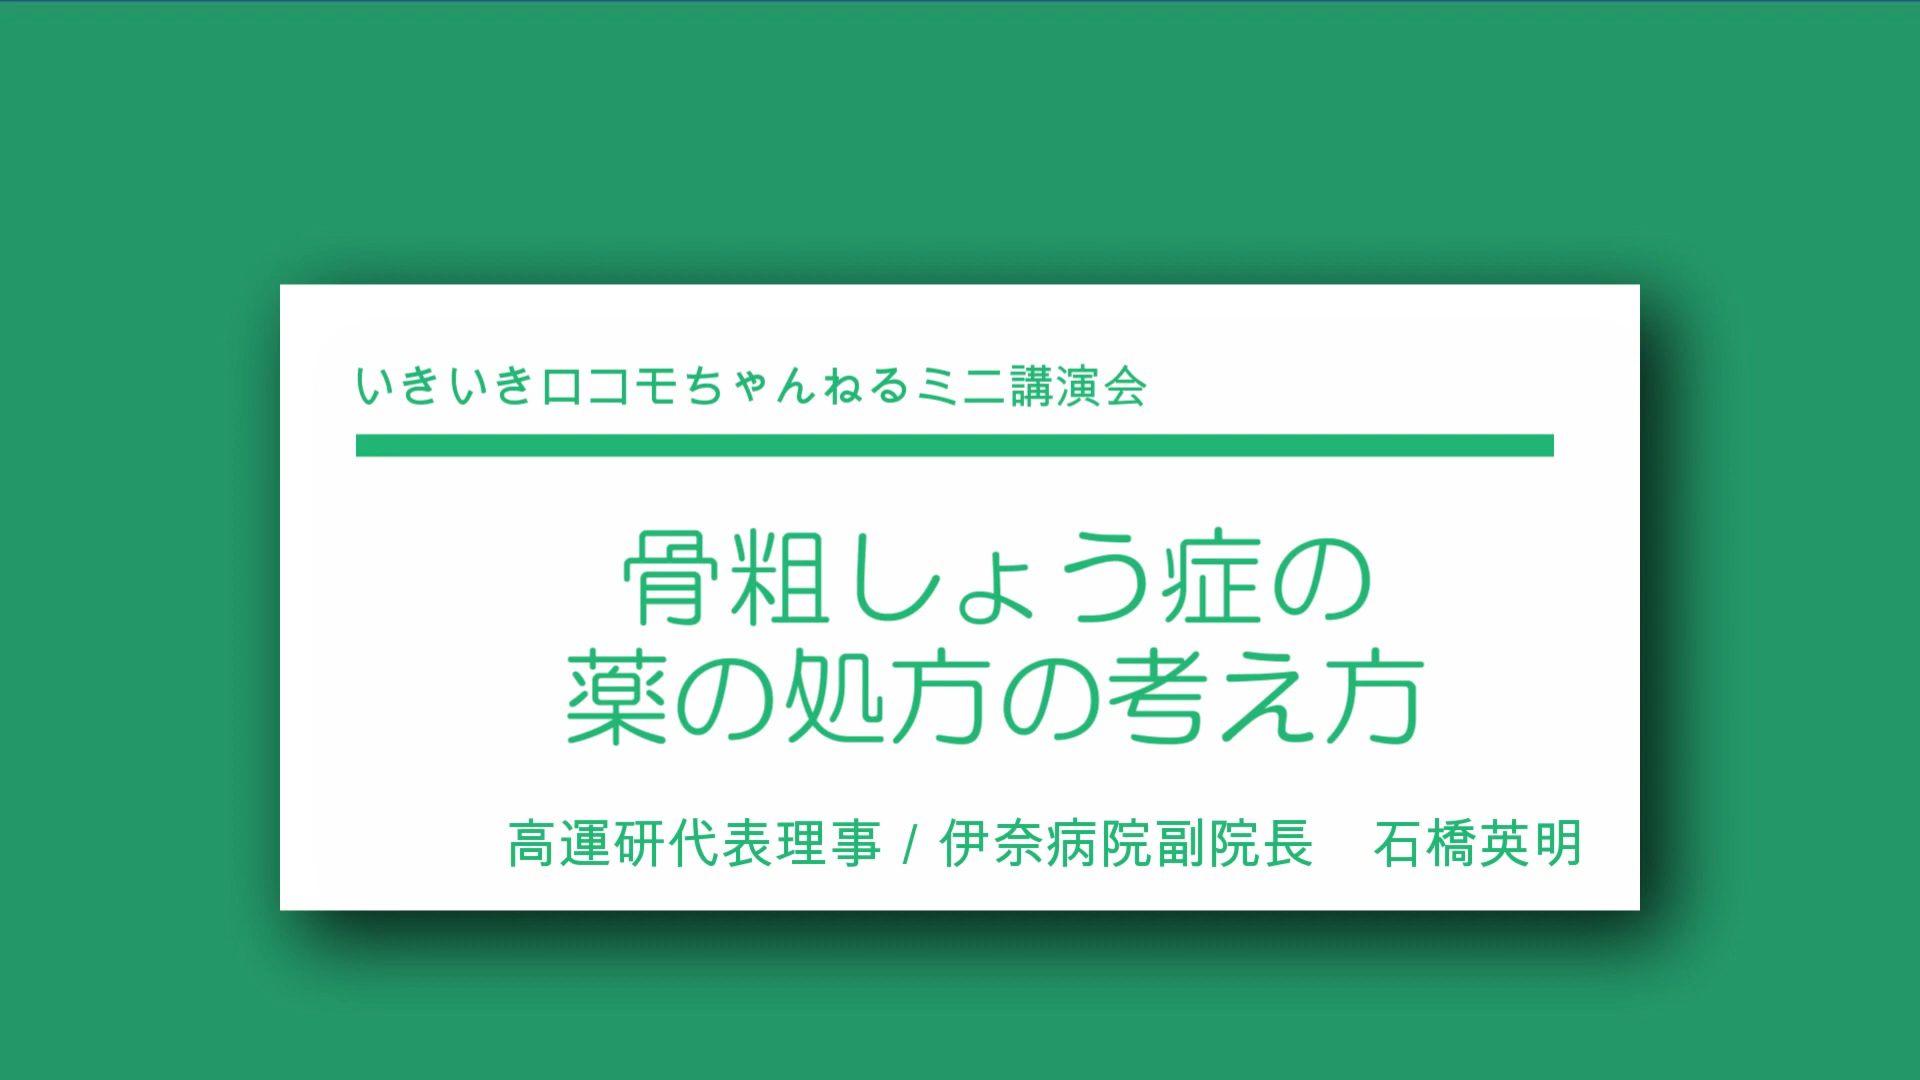 いきいきロコモちゃんねるミニ講演会
骨粗しょう症の
薬の処方の考え方
高運研代表理事 / 伊奈病院副院長　石橋英明